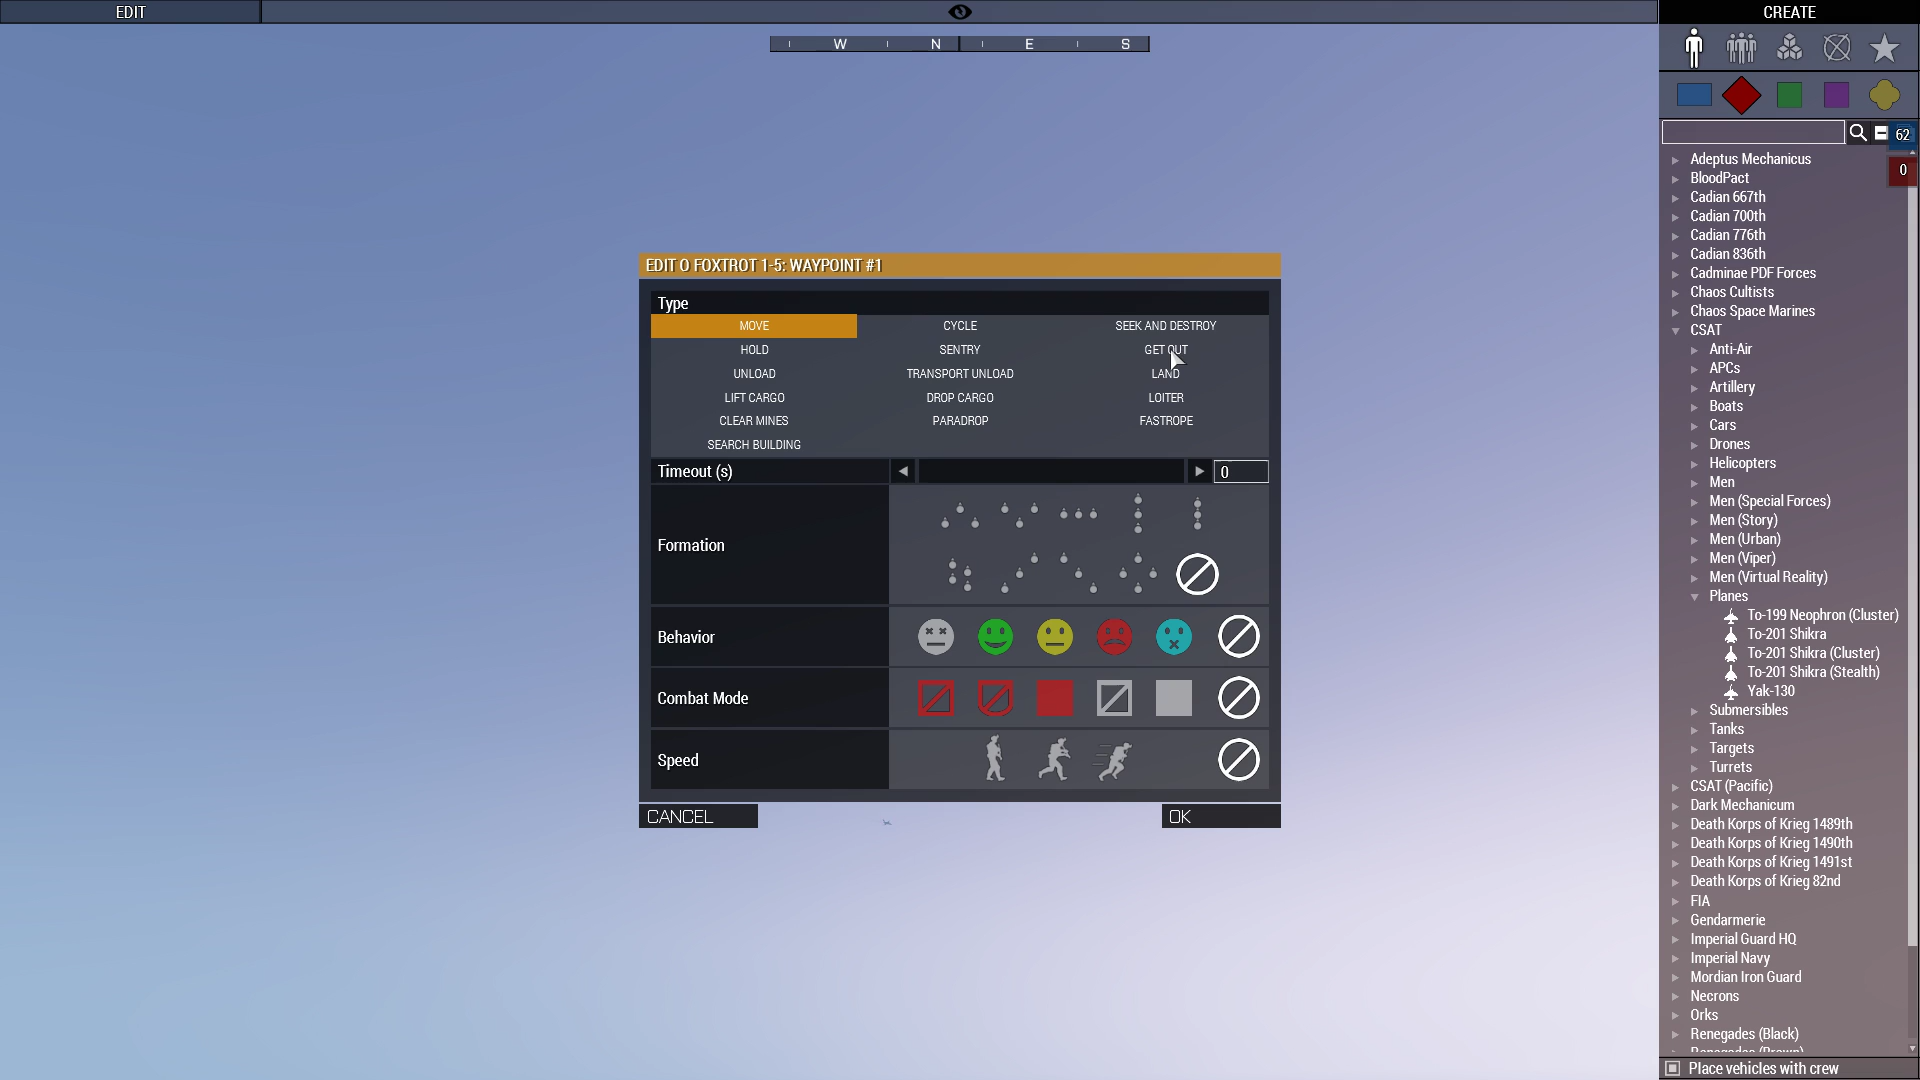 EDIT
CREATE
W N E S
62
0
Adeptus Mechanicus
BloodPact
Cadian 667th
Cadian 700th
Cadian 776th
Cadian 836th
Cadminae PDF Forces
Chaos Cultists
Chaos Space Marines
CSAT
Anti-Air
APCs
Artillery
Boats
Cars
Drones
Helicopters
Men
Men (Special Forces)
Men (Story)
Men (Urban)
Men (Viper)
Men (Virtual Reality)
Planes
To-199 Neophron (Cluster)
To-201 Shikra
To-201 Shikra (Cluster)
To-201 Shikra (Stealth)
Yak-130
Submersibles
Tanks
Targets
Turrets
CSAT (Pacific)
Dark Mechanicum
Death Korps of Krieg 1489th
Death Korps of Krieg 1490th
Death Korps of Krieg 1491st
Death Korps of Krieg 82nd
FIA
Gendarmerie
Imperial Guard HQ
Imperial Navy
Mordian Iron Guard
Necrons
Orks
Renegades (Black)
Place vehicles with crew
EDIT O FOXTROT 1-5: WAYPOINT #1
Type
MOVE CYCLE SEEK AND DESTROY
HOLD SENTRY GET OUT
UNLOAD TRANSPORT UNLOAD LAND
LIFT CARGO DROP CARGO LOITER
CLEAR MINES PARADROP FASTROPE
SEARCH BUILDING
Timeout (s) 0
Formation
Behavior
Combat Mode
Speed
CANCEL OK